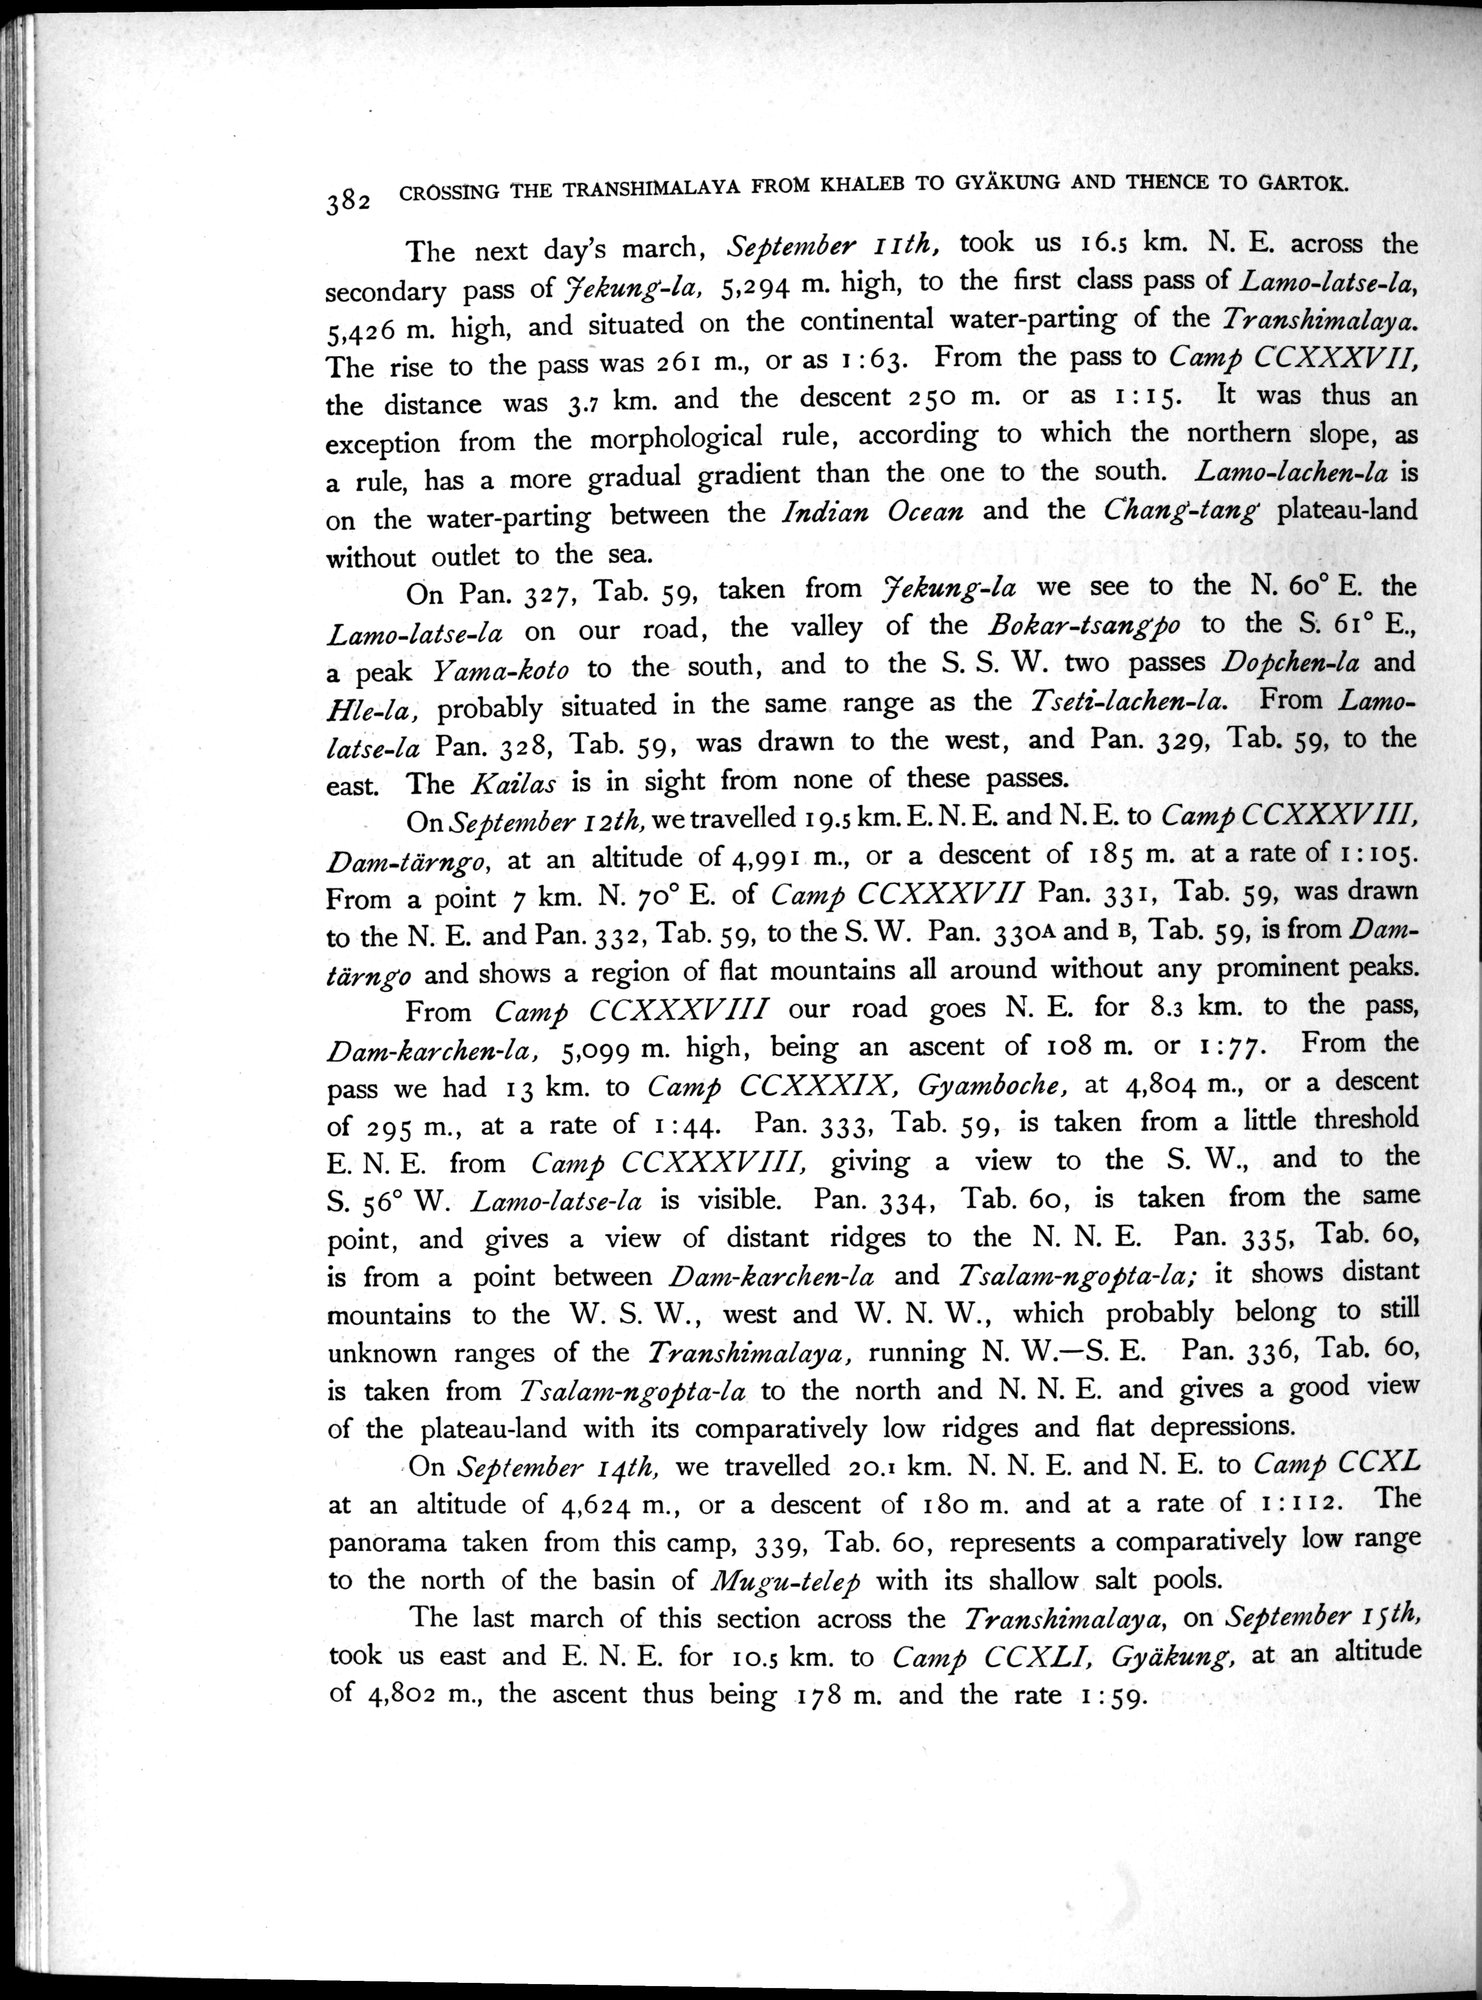 382 CROSSING THE TRANSHIMALAYA FROM KHALEB TO GYÄKUNG AND THENCE TO GARTOK.
The next day's march, September 11th, took us 16.5 km. N. E. across the
secondary pass of Jekung-la, 5,294 m. high, to the first class pass of Lamo-latse-la,
5,426 m. high, and situated on the continental water-parting of the Transhimalaya.
The rise to the pass was 261 m., or as 1:63. From the pass to Camp CCXXXVII,
the distance was 3.7 km. and the descent 250 m. or as 1:15. It was thus an
exception from the morphological rule, according to which the northern slope, as
a rule, has a more gradual gradient than the one to the south. Lamo-lachen-la is
on the water-parting between the Indian Ocean and the Chang-tang plateau-land
without outlet to the sea.
On Pan. 327, Tab. 59, taken from Jekung-la we see to the N. 60° E. the
Lamo-latse-la on our road, the valley of the Bokar-tsangpo to the S. 61° E.,
a peak Yama-koto to the south, and to the S. S. W. two passes Dopchen-la and
Hle-la, probably situated in the same range as the Tseti-lachen-la. From Lamo-
latse-la Pan. 328, Tab. 59, was drawn to the west, and Pan. 329, Tab. 59, to the
east. The Kailas is in sight from none of these passes.
On September 12th, we travelled 19.5 km. E. N. E. and N. E. to Camp CCXXXVIII,
Dam-tärngo, at an altitude of 4,991 m., or a descent of 185 m. at a rate of 1:105.
From a point 7 km. N. 70° E. of Camp CCXXXVII Pan. 331, Tab. 59, was drawn
to the N. E. and Pan. 332, Tab. 59, to the S. W. Pan. 330A and B, Tab. 59, is from Dam-
tärngo and shows a region of flat mountains all around without any prominent peaks.
From Camp CCXXXVIII our road goes N. E. for 8.3 km. to the pass,
Dam-karchen-la, 5,099 m. high, being an ascent of 108 m. or 1:77. From the
pass we had 13 km. to Camp CCXXXIX, Gyamboche, at 4,804 m., or a descent
of 295 m., at a rate of 1:44. Pan. 333, Tab. 59, is taken from a little threshold
E. N. E. from Camp CCXXXVIII, giving a view to the S. W., and to the
S. 56° W. Lamo-latse-la is visible. Pan. 334, Tab. 60, is taken from the same
point, and gives a view of distant ridges to the N. N. E. Pan. 335, Tab. 60,
is from a point between Dam-karchen-la and Tsalam-ngopta-la; it shows distant
mountains to the W. S. W., west and W. N. W., which probably belong to still
unknown ranges of the Transhimalaya, running N. W.—S. E. Pan. 336, Tab. 60,
is taken from Tsalam-ngopta-la to the north and N. N. E. and gives a good view
of the plateau-land with its comparatively low ridges and flat depressions.
On September 14th, we travelled 20.1 km. N. N. E. and N. E. to Camp CCXL
at an altitude of 4,624 m., or a descent of 180 m. and at a rate of 1:112. The
panorama taken from this camp, 339, Tab. 60, represents a comparatively low range
to the north of the basin of Mugu-telep with its shallow salt pools.
The last march of this section across the Transhimalaya, on September 15th,
took us east and E. N. E. for 10.5 km. to Camp CCXLI, Gyäkung, at an altitude
of 4,802 m., the ascent thus being 178 m. and the rate 1:59.